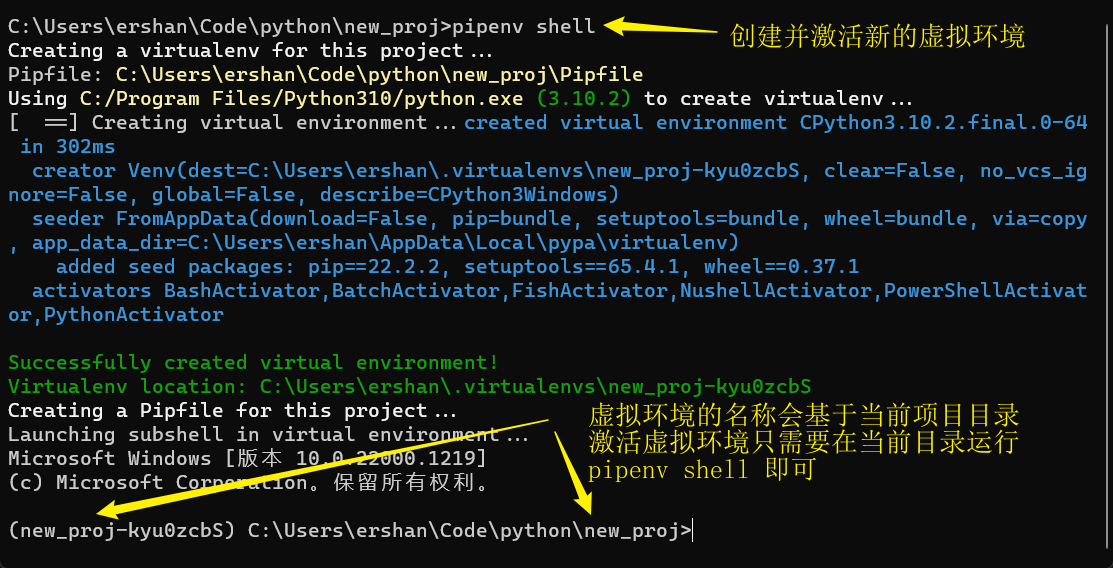 C:\Users\ershan\Code\python\new_proj>pipenv shell
创建并激活新的虚拟环境
Creating a virtualenv for this project...
Pipfile: C:\Users\ershan\Code\python\new_proj\Pipfile
Using C:/Program Files/Python310/python.exe (3.10.2) to create virtualenv...
[  ==] Creating virtual environment...created virtual environment CPython3.10.2.final.0-64
 in 302ms
  creator Venv(dest=C:\Users\ershan\.virtualenvs\new_proj-kyu0zcbS, clear=False, no_vcs_ig
nore=False, global=False, describe=CPython3Windows)
  seeder FromAppData(download=False, pip=bundle, setuptools=bundle, wheel=bundle, via=copy
, app_data_dir=C:\Users\ershan\AppData\Local\pypa\virtualenv)
    added seed packages: pip==22.2.2, setuptools==65.4.1, wheel==0.37.1
  activators BashActivator,BatchActivator,FishActivator,NushellActivator,PowerShellActivat
or,PythonActivator
Successfully created virtual environment!
Virtualenv location: C:\Users\ershan\.virtualenvs\new_proj-kyu0zcbS
Creating a Pipfile for this project...
Launching subshell in virtual environment...
Microsoft Windows [版本 10.0.22000.1219]
(c) Microsoft Corporation。保留所有权利。
虚拟环境的名称会基于当前项目目录
激活虚拟环境只需要在当前目录运行
pipenv shell 即可
(new_proj-kyu0zcbS) C:\Users\ershan\Code\python\new_proj>